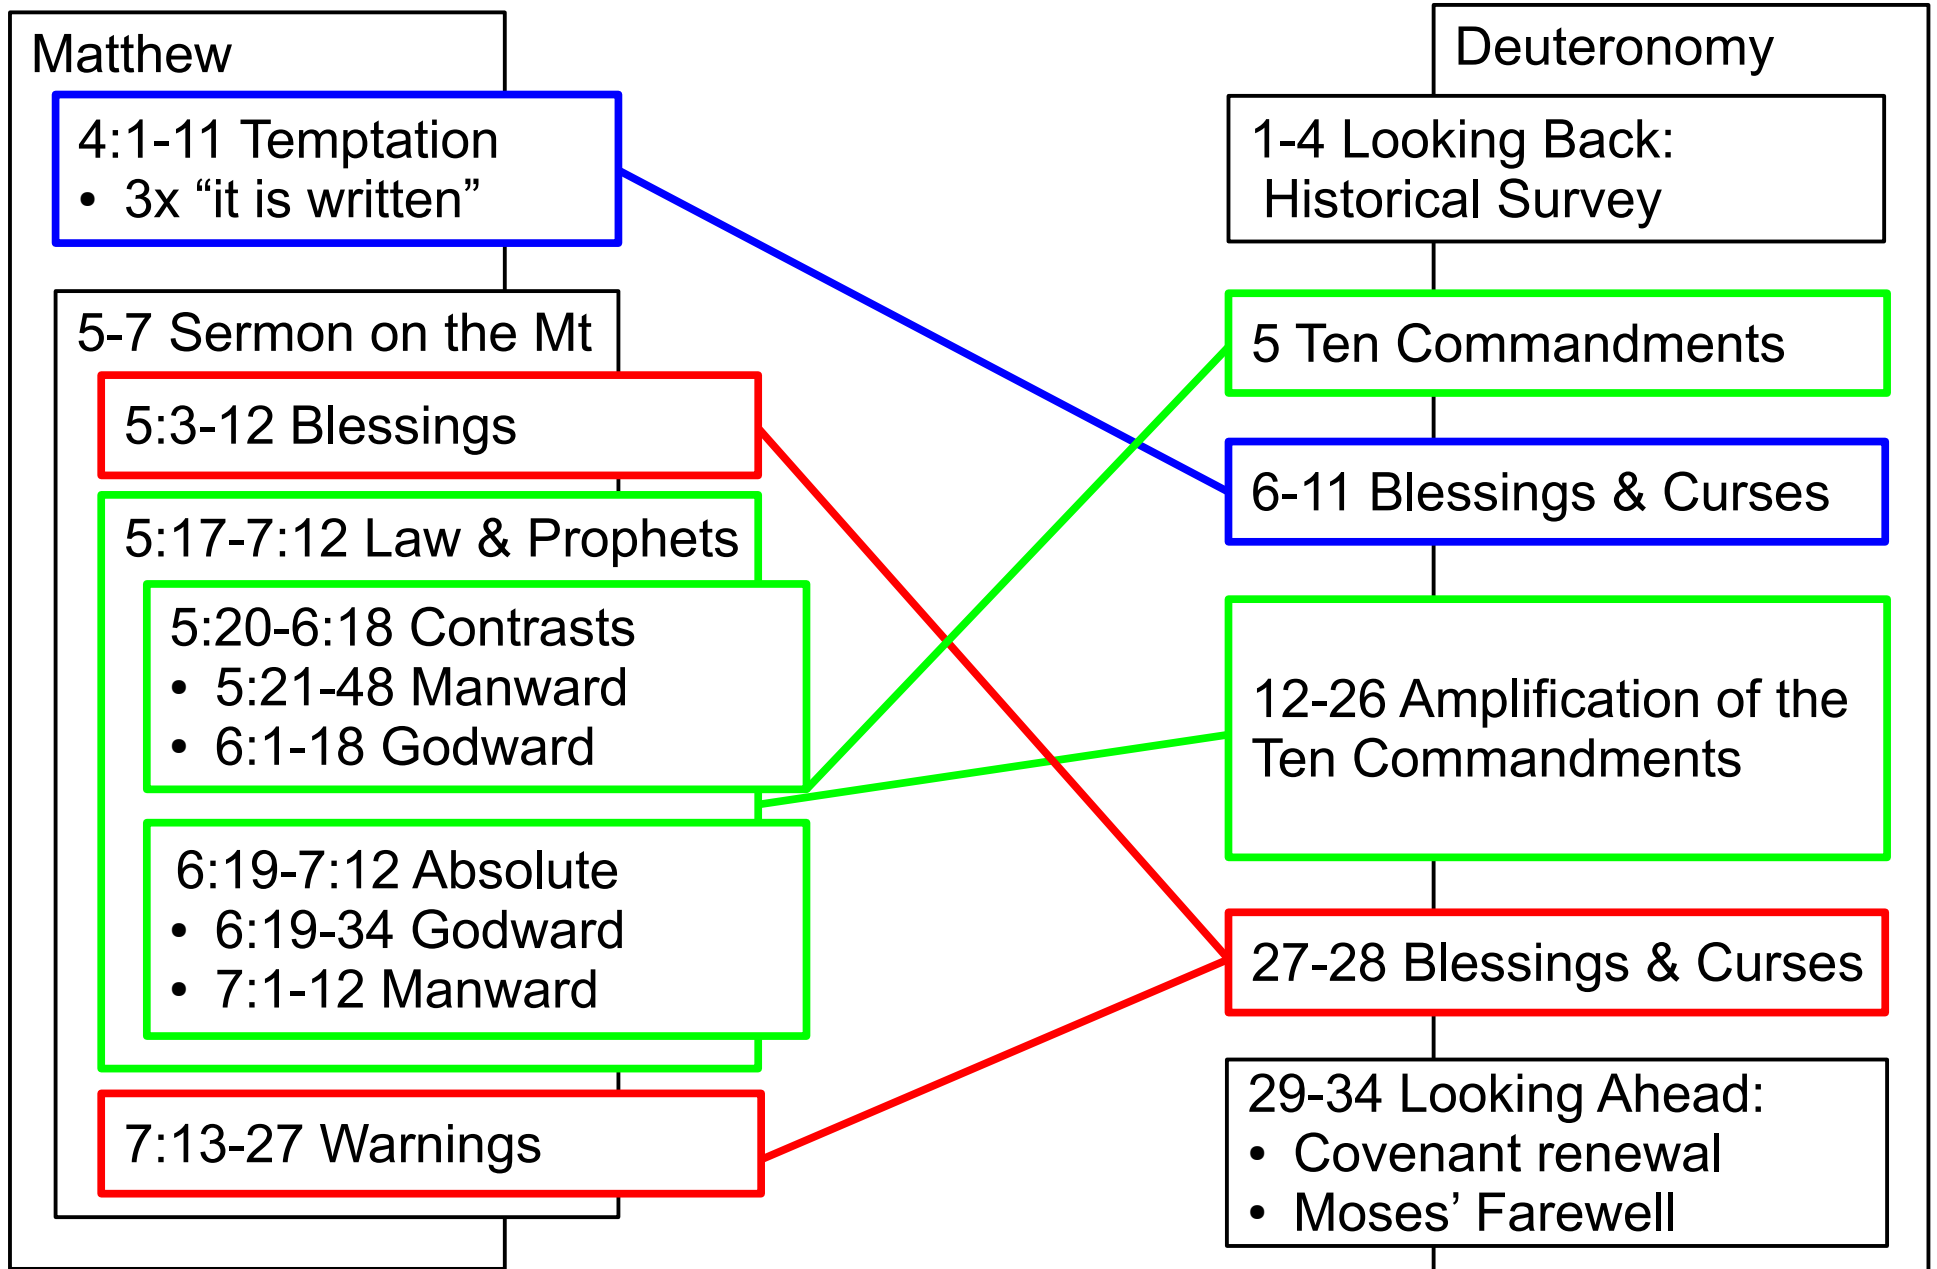 Matthew
4:1-11 Temptation
• 3x “it is written”
5-7 Sermon on the Mt
5:3-12 Blessings
5:17-7:12 Law & Prophets
5:20-6:18 Contrasts
• 5:21-48 Manward
• 6:1-18 Godward
6:19-7:12 Absolute
• 6:19-34 Godward
• 7:1-12 Manward
7:13-27 Warnings
Deuteronomy
1-4 Looking Back:
Historical Survey
5 Ten Commandments
6-11 Blessings & Curses
12-26 Amplification of the
Ten Commandments
27-28 Blessings & Curses
29-34 Looking Ahead:
• Covenant renewal
• Moses’ Farewell